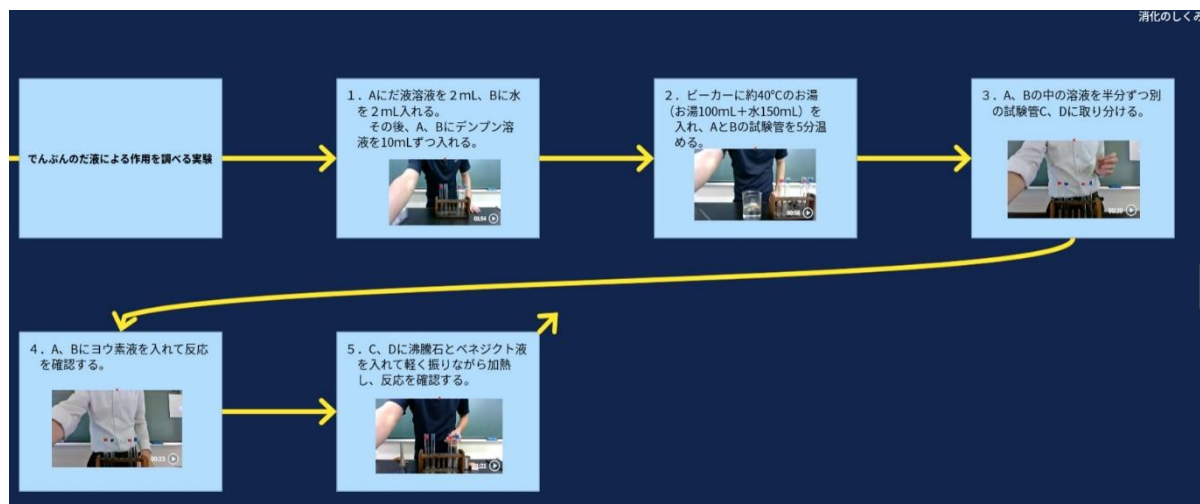 消化のしくみ
でんぷんのだ液による作用を調べる実験
1．Aにだ液溶液を2mL、Bに水
を2mL入れる。
その後、A、Bにデンプン溶
液を10mLずつ入れる。
00:54
2．ビーカーに約40℃のお湯
（お湯100mL＋水150mL）を
入れ、AとBの試験管を5分温
める。
00:58
3．A、Bの中の溶液を半分ずつ別
の試験管C、Dに取り分ける。
4．A、Bにヨウ素液を入れて反応
を確認する。
00:23
5．C、Dに沸騰石とベネジクト液
を入れて軽く振りながら加熱
し、反応を確認する。